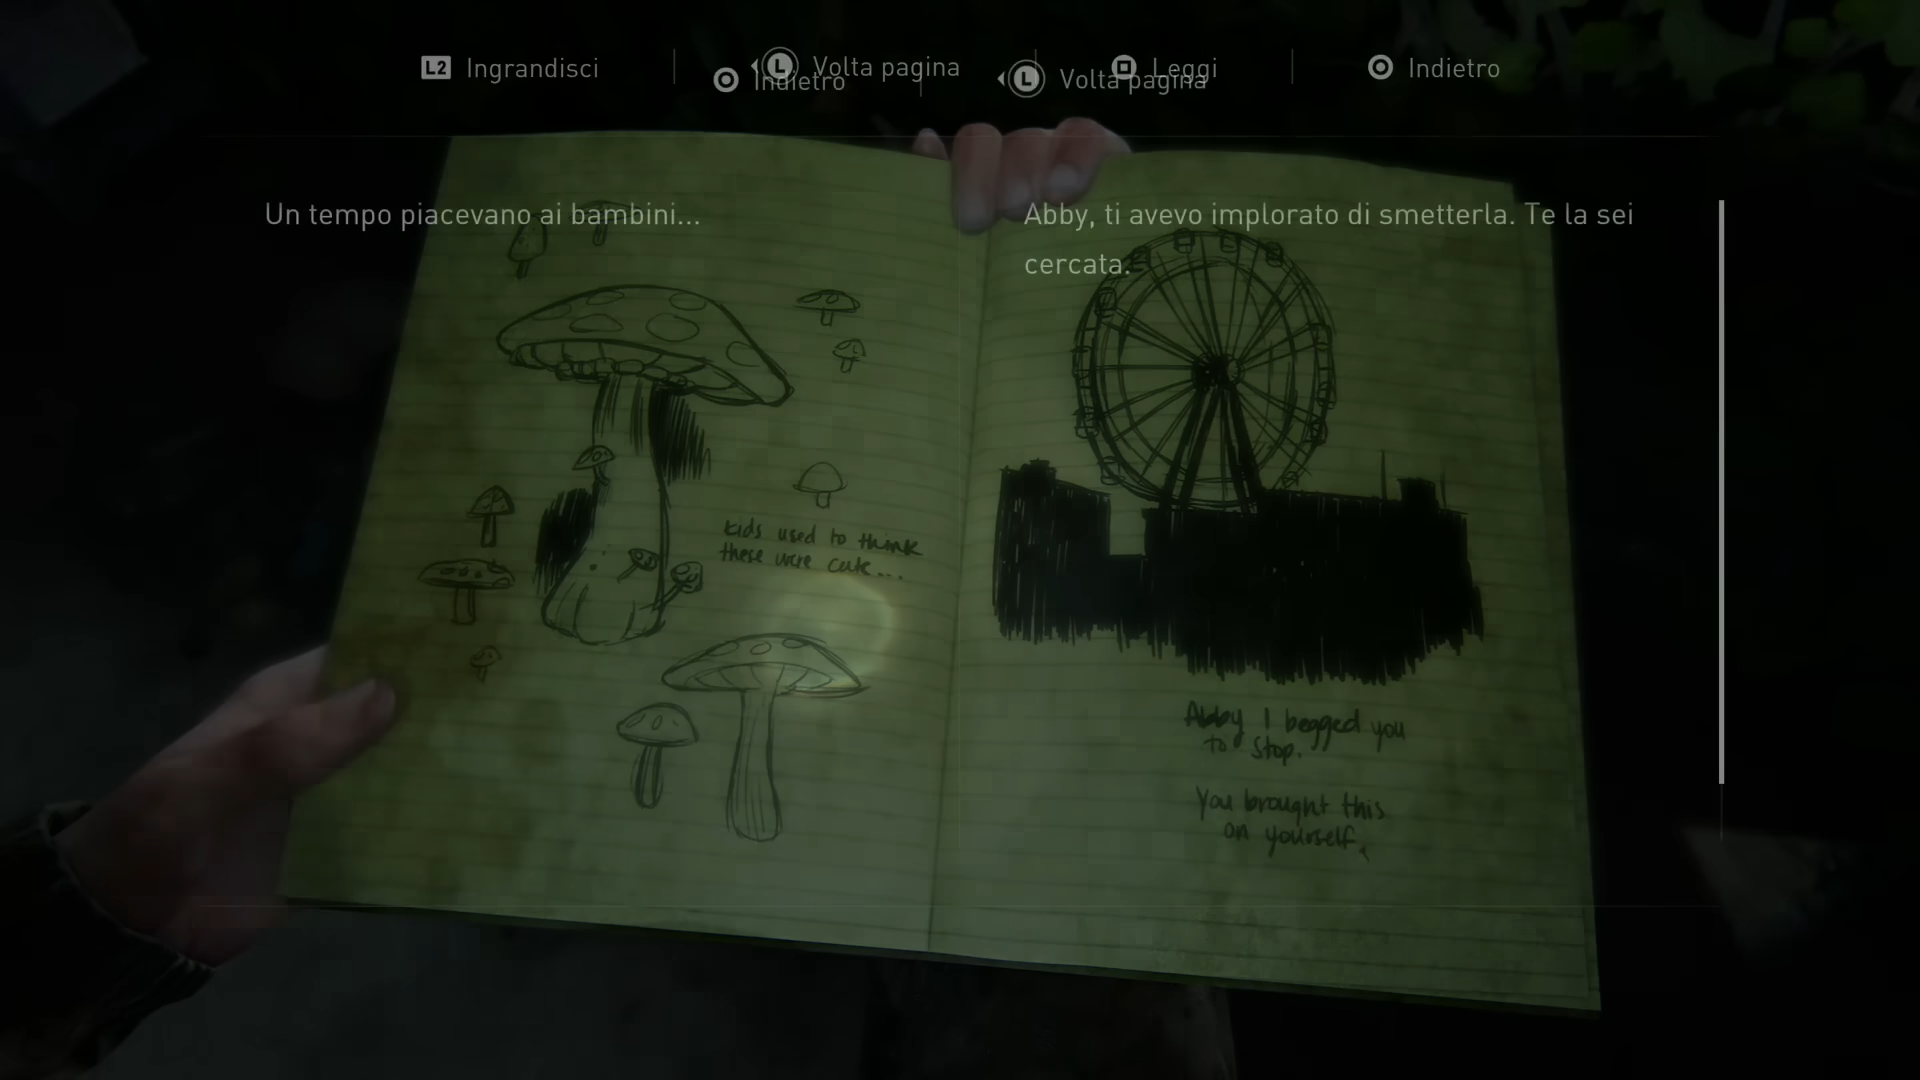 L2 Ingrandisci
L Volta pagina
Leggi
Indietro
Indietro
L Volta pagina
Un tempo piacevano ai bambini...
Abby, ti avevo implorato di smetterla. Te la sei
cercata.
kids used to think
these were cute...
Abby I begged you
to stop.
You brought this
on yourself.